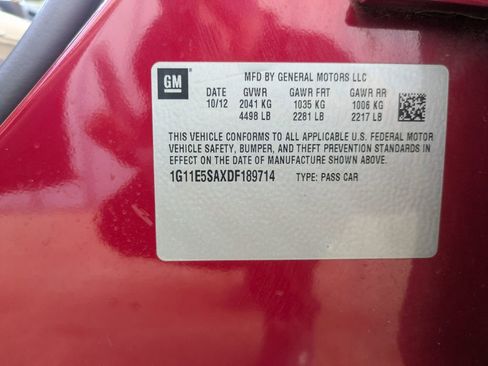 GM
MFD BY GENERAL MOTORS LLC
DATE GVWR GAWR FRT GAWR RR
10/12 2041 KG 1035 KG 1006 KG
4498 LB 2281 LB 2217 LB
THIS VEHICLE CONFORMS TO ALL APPLICABLE U.S. FEDERAL MOTOR
VEHICLE SAFETY, BUMPER, AND THEFT PREVENTION STANDARDS IN
EFFECT ON THE DATE OF MANUFACTURE SHOWN ABOVE.
1G11E5SAXDF189714 TYPE: PASS CAR